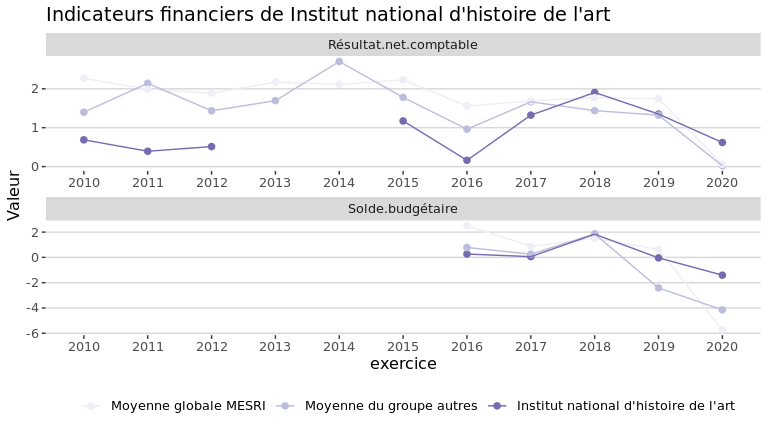 Indicateurs financiers de Institut national d'histoire de l'art
Résultat.net.comptable
2
1
0
2010 2011 2012 2013 2014 2015 2016 2017 2018 2019 2020
Valeur
Solde.budgétaire
2
0
-2
-4
-6
2010 2011 2012 2013 2014 2015 2016 2017 2018 2019 2020
exercice
Moyenne globale MESRI Moyenne du groupe autres Institut national d'histoire de l'art